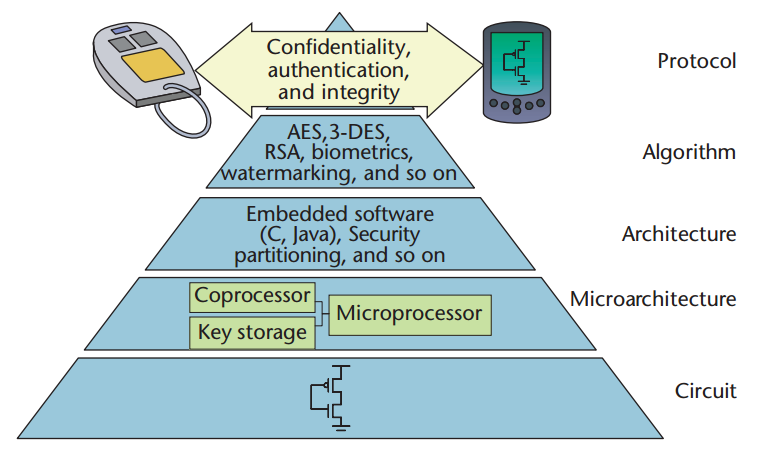 Confidentiality,
authentication,
and integrity
Protocol
AES,3-DES,
RSA, biometrics,
watermarking, and so on
Algorithm
Embedded software
(C, Java), Security
partitioning, and so on
Architecture
Coprocessor
Key storage
Microprocessor
Microarchitecture
Circuit